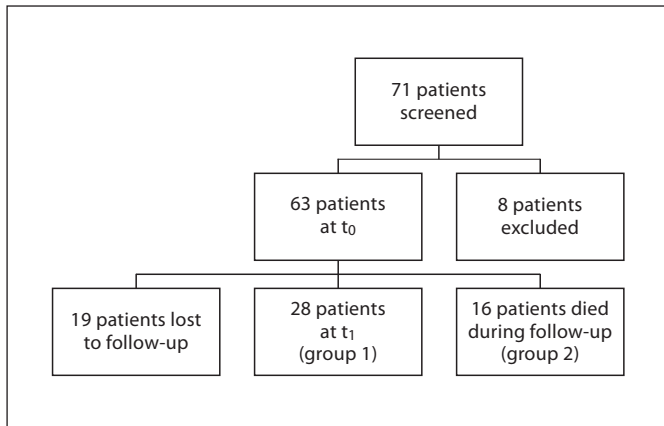 71 patients
screened
63 patients
at t₀
8 patients
excluded
19 patients lost
to follow-up
28 patients
at t₁
(group 1)
16 patients died
during follow-up
(group 2)